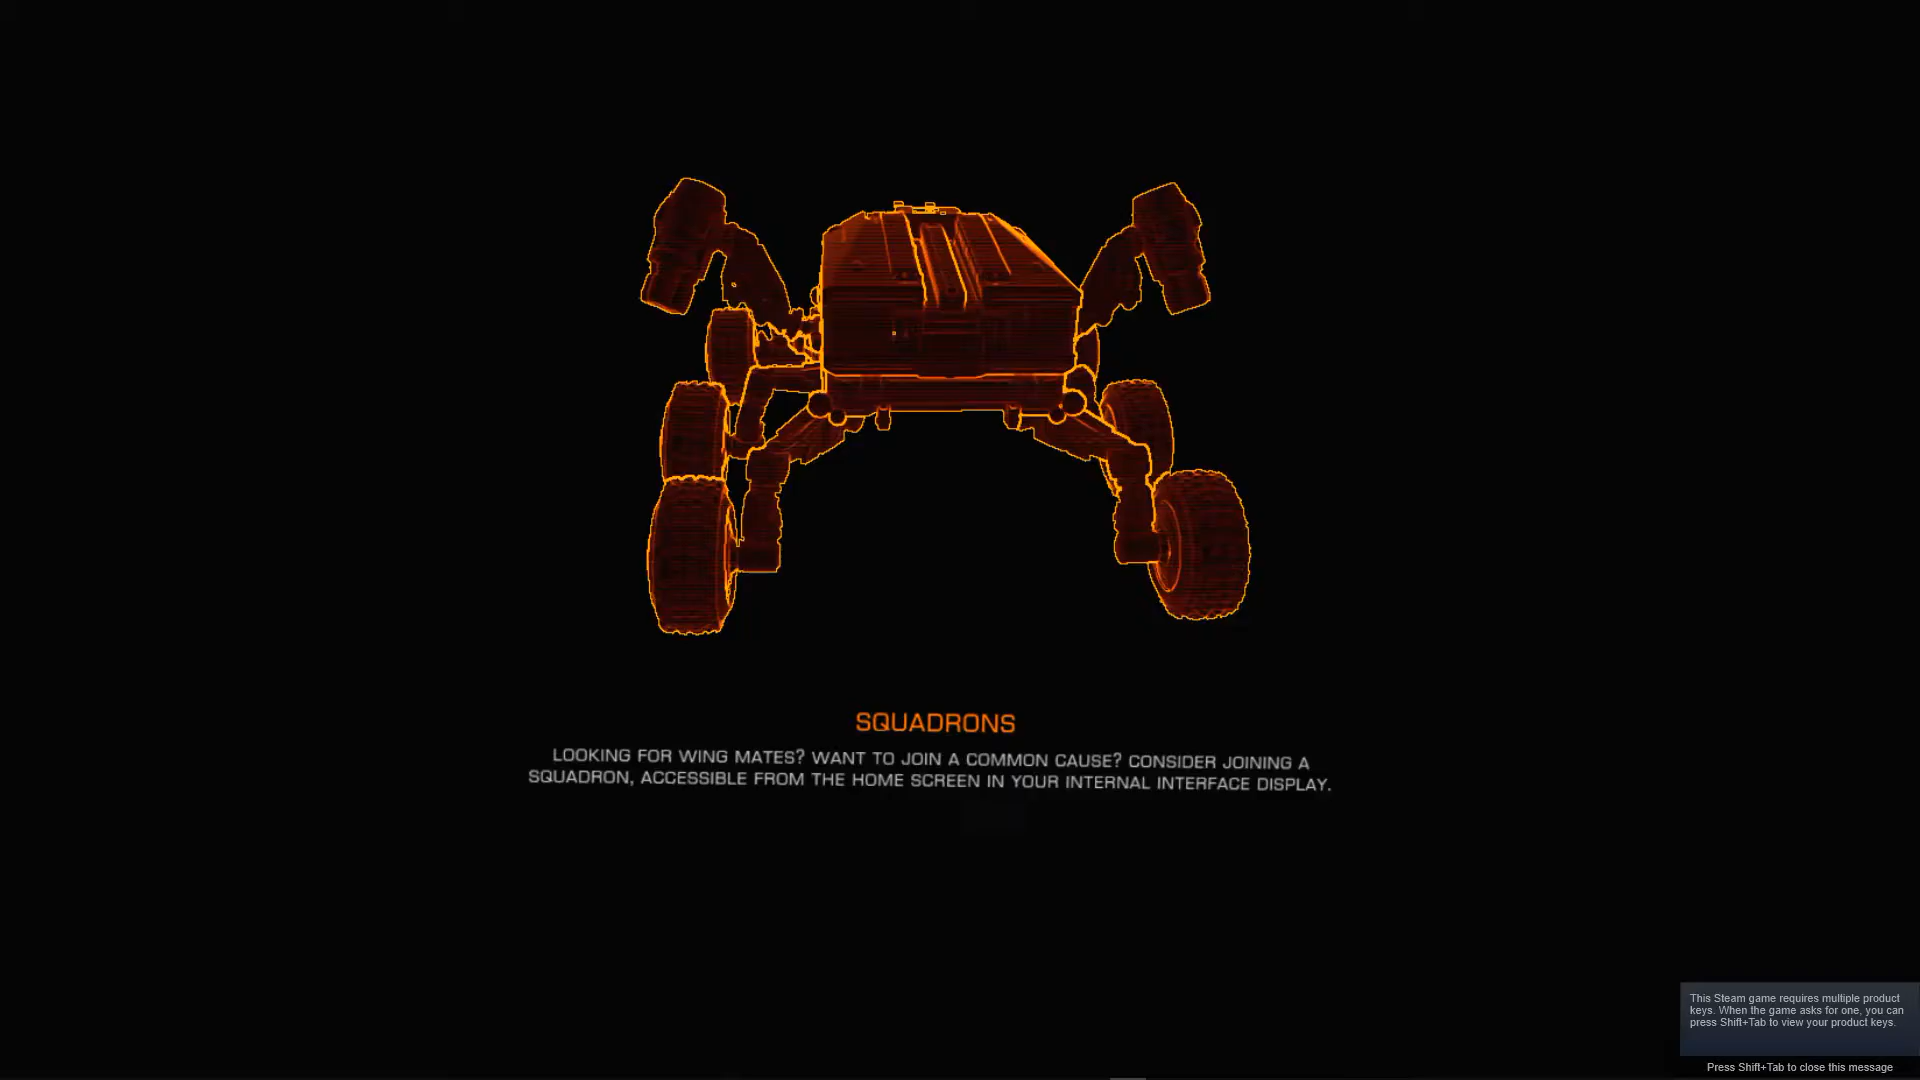 SQUADRONS
LOOKING FOR WING MATES? WANT TO JOIN A COMMON CAUSE? CONSIDER JOINING A
SQUADRON, ACCESSIBLE FROM THE HOME SCREEN IN YOUR INTERNAL INTERFACE DISPLAY.
This Steam game requires multiple product
keys. When the game asks for one, you can
press Shift+Tab to view your product keys.
Press Shift+Tab to close this message